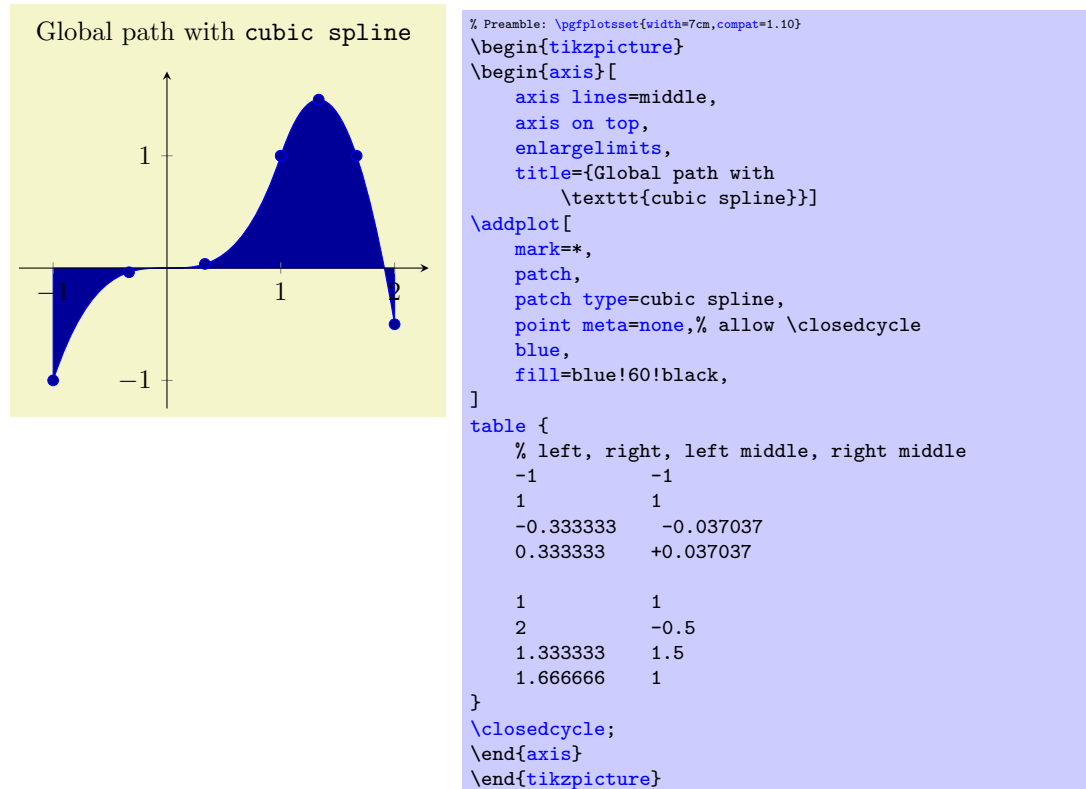 Global path with cubic spline
1
−1
1
2
−1
% Preamble: \pgfplotsset{width=7cm,compat=1.10}
\begin{tikzpicture}
\begin{axis}[
    axis lines=middle,
    axis on top,
    enlargelimits,
    title={Global path with
        \texttt{cubic spline}}]
\addplot[
    mark=*,
    patch,
    patch type=cubic spline,
    point meta=none,% allow \closedcycle
    blue,
    fill=blue!60!black,
]
table {
    % left, right, left middle, right middle
    -1          -1
    1           1
    -0.333333    -0.037037
    0.333333    +0.037037

    1           1
    2           -0.5
    1.333333    1.5
    1.666666    1
}
\closedcycle;
\end{axis}
\end{tikzpicture}